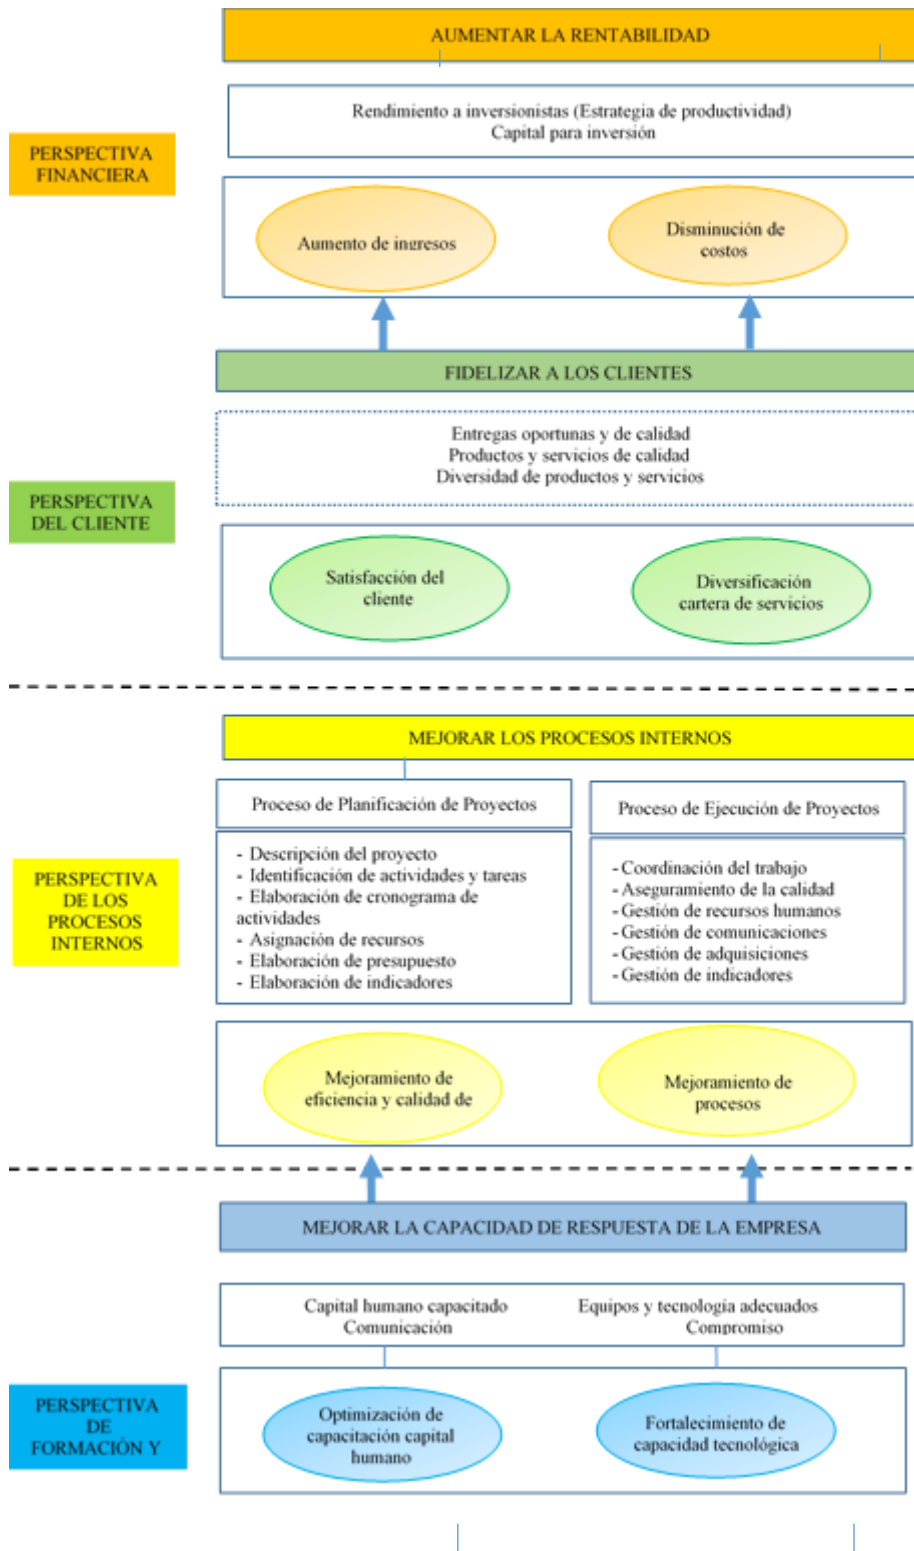 AUMENTAR LA RENTABILIDAD
Rendimiento a inversionistas (Estrategia de productividad)
Capital para inversión
PERSPECTIVA
FINANCIERA
Aumento de ingresos
Disminución de
costos
FIDELIZAR A LOS CLIENTES
Entregas oportunas y de calidad
Productos y servicios de calidad
Diversidad de productos y servicios
PERSPECTIVA
DEL CLIENTE
Satisfacción del
cliente
Diversificación
cartera de servicios
MEJORAR LOS PROCESOS INTERNOS
Proceso de Planificación de Proyectos
- Descripción del proyecto
- Identificación de actividades y tareas
- Elaboración de cronograma de
actividades
- Asignación de recursos
- Elaboración de presupuesto
- Elaboración de indicadores
Proceso de Ejecución de Proyectos
- Coordinación del trabajo
- Aseguramiento de la calidad
- Gestión de recursos humanos
- Gestión de comunicaciones
- Gestión de adquisiciones
- Gestión de indicadores
PERSPECTIVA
DE LOS
PROCESOS
INTERNOS
Mejoramiento de
eficiencia y calidad de
Mejoramiento de
procesos
MEJORAR LA CAPACIDAD DE RESPUESTA DE LA EMPRESA
Capital humano capacitado
Comunicación
Equipos y tecnología adecuados
Compromiso
PERSPECTIVA
DE
FORMACIÓN Y
Optimización de
capacitación capital
humano
Fortalecimiento de
capacidad tecnológica